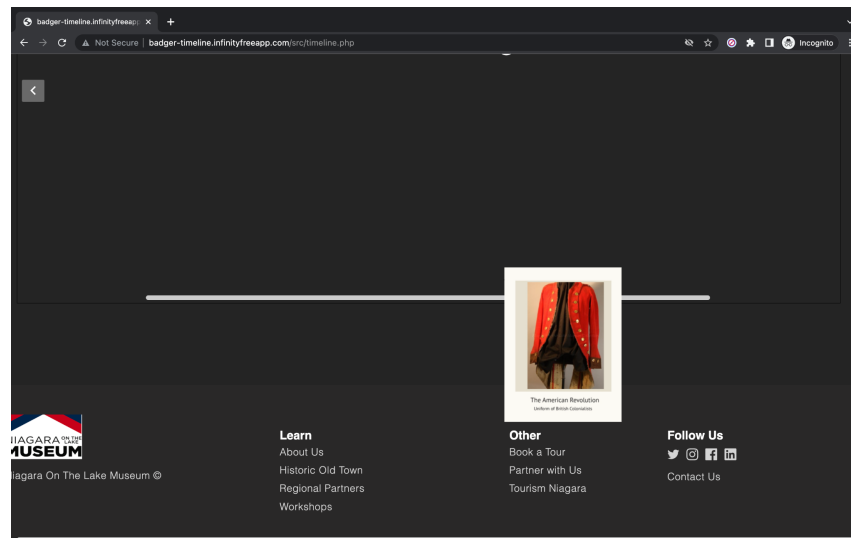 badger-timeline.infinityfreeapp
Not Secure | badger-timeline.infinityfreeapp.com/src/timeline.php
Incognito
The American Revolution
Uniform of British Colonialists
NIAGARA ON THE LAKE
MUSEUM
iagara On The Lake Museum ©
Learn
About Us
Historic Old Town
Regional Partners
Workshops
Other
Book a Tour
Partner with Us
Tourism Niagara
Follow Us
Contact Us